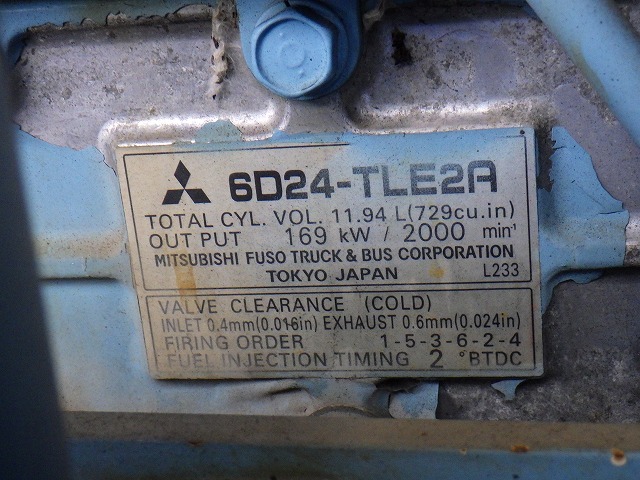 6D24-TLE2A
TOTAL CYL. VOL. 11.94 L(729cu.in)
OUT PUT 169 kW / 2000 min⁻¹
MITSUBISHI FUSO TRUCK & BUS CORPORATION
TOKYO JAPAN L233
VALVE CLEARANCE (COLD)
INLET 0.4mm(0.016in) EXHAUST 0.6mm(0.024in)
FIRING ORDER 1-5-3-6-2-4
FUEL INJECTION TIMING 2 °BTDC